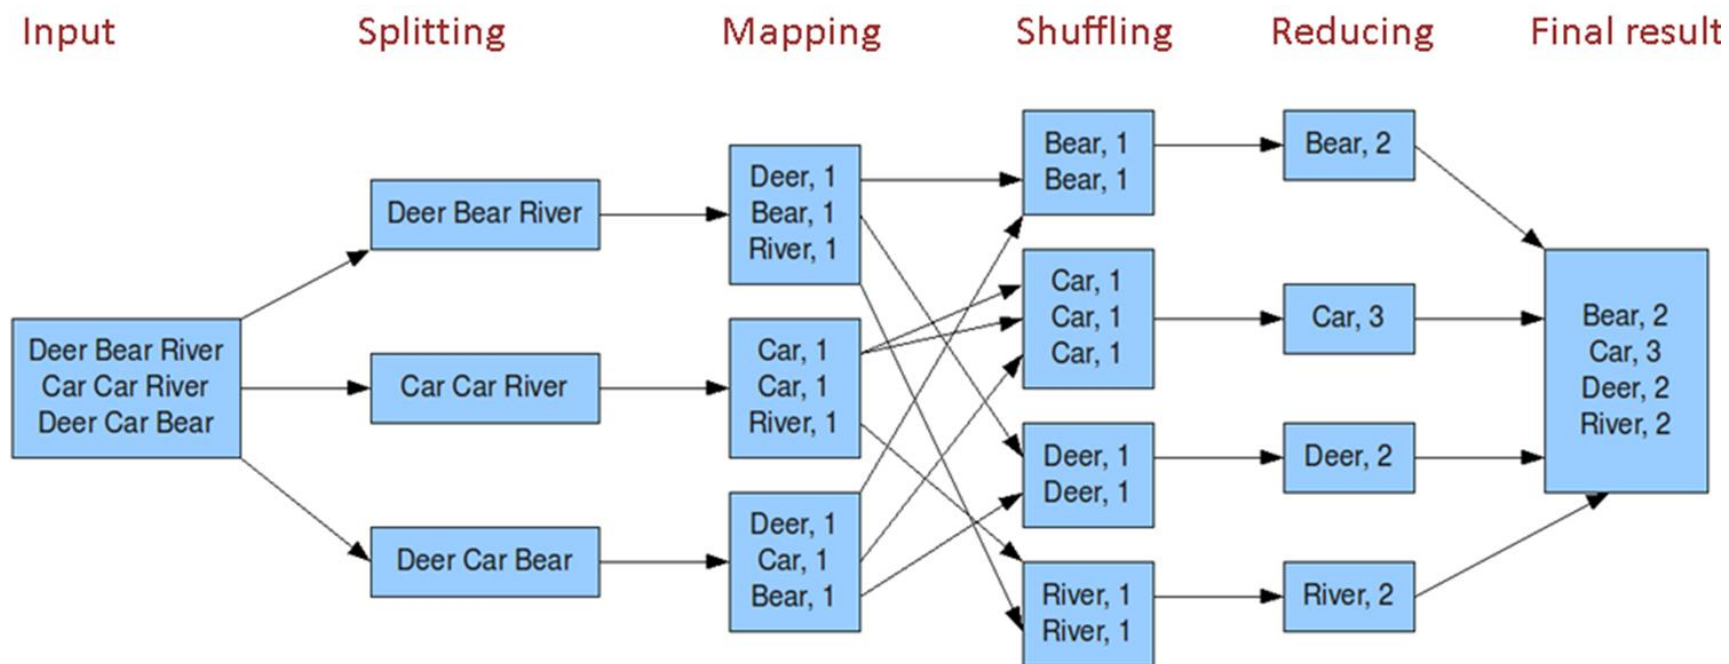 Input
Splitting
Mapping
Shuffling
Reducing
Final result
Deer Bear River
Car Car River
Deer Car Bear
Deer Bear River
Car Car River
Deer Car Bear
Deer, 1
Bear, 1
River, 1
Car, 1
Car, 1
River, 1
Deer, 1
Car, 1
Bear, 1
Bear, 1
Bear, 1
Car, 1
Car, 1
Car, 1
Deer, 1
Deer, 1
River, 1
River, 1
Bear, 2
Car, 3
Deer, 2
River, 2
Bear, 2
Car, 3
Deer, 2
River, 2